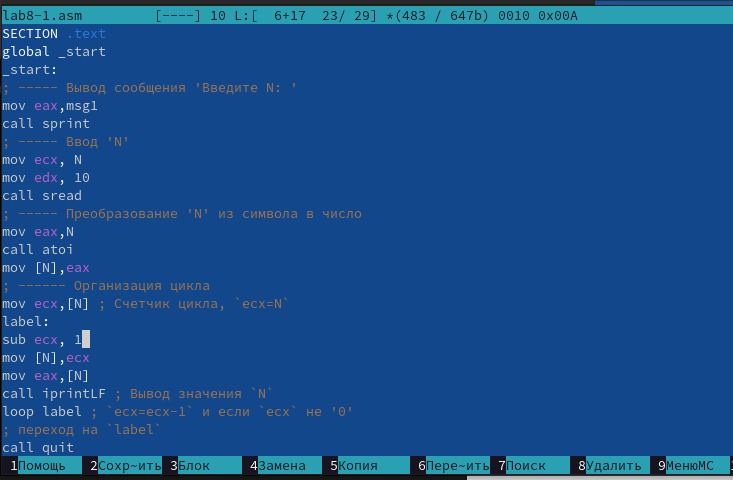 lab8-1.asm [----] 10 L:[ 6+17 23/ 29] *(483 / 647b) 0010 0x00A
SECTION .text
global _start
_start:
; ----- Вывод сообщения 'Введите N: '
mov eax,msg1
call sprint
; ----- Ввод 'N'
mov ecx, N
mov edx, 10
call sread
; ----- Преобразование 'N' из символа в число
mov eax,N
call atoi
mov [N],eax
; ------ Организация цикла
mov ecx,[N] ; Счетчик цикла, `ecx=N`
label:
sub ecx, 1
mov [N],ecx
mov eax,[N]
call iprintLF ; Вывод значения `N`
loop label ; `ecx=ecx-1` и если `ecx` не '0'
; переход на `label`
call quit
1Помощь 2Сохр~ить 3Блок 4Замена 5Копия 6Пере~ить 7Поиск 8Удалить 9МенюМС